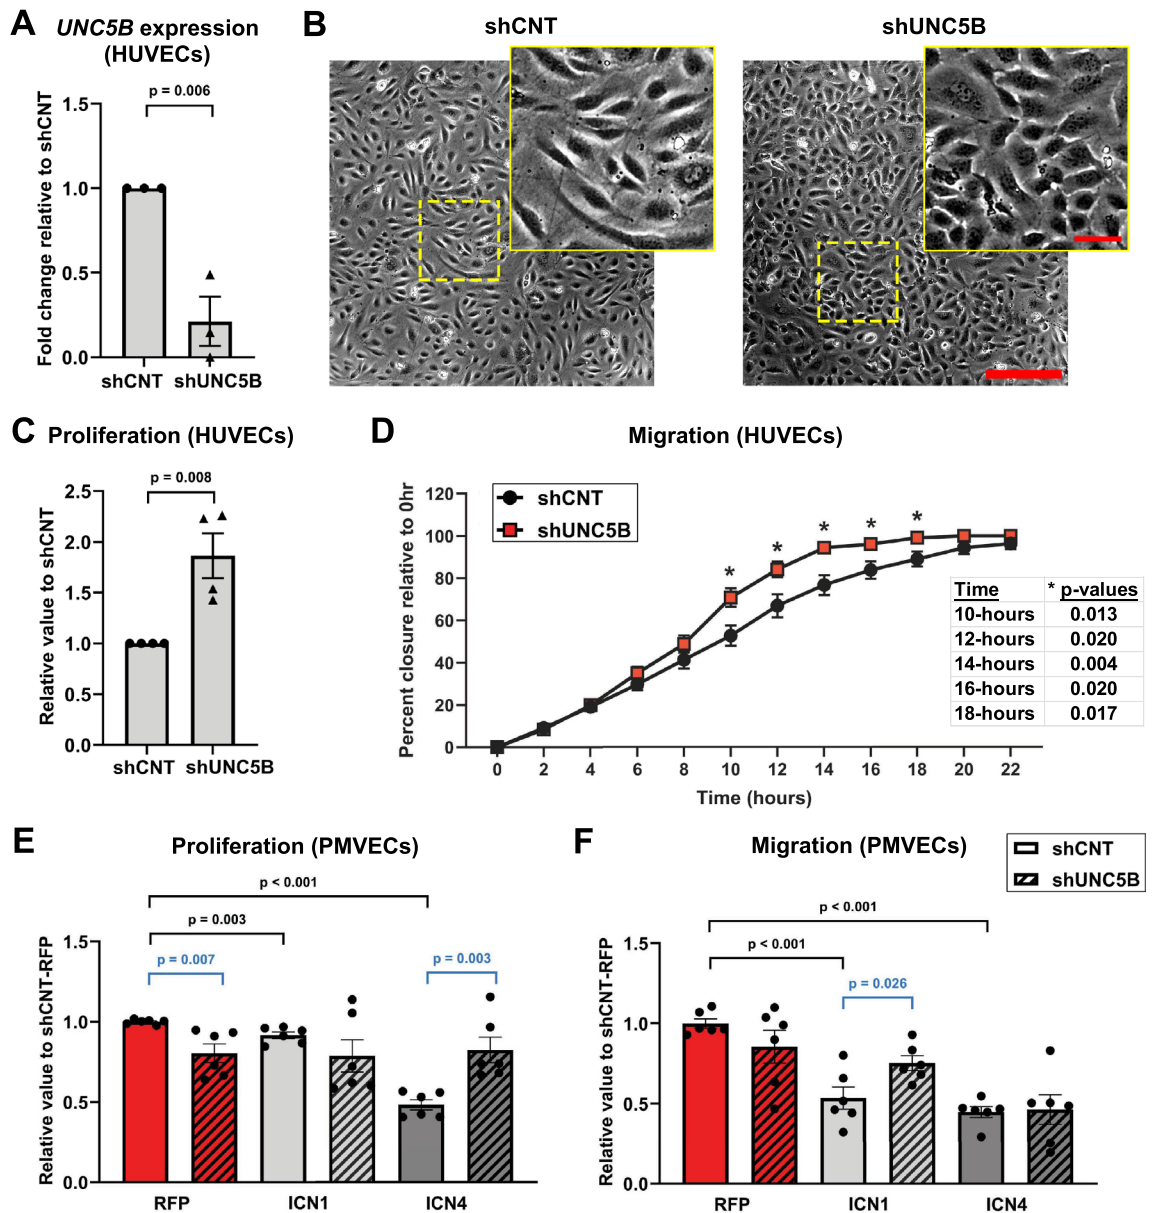 A
UNC5B expression
(HUVECs)
p = 0.006
Fold change relative to shCNT
1.5
1.0
0.5
0.0
shCNT
shUNC5B
B
shCNT
shUNC5B
C
Proliferation (HUVECs)
p = 0.008
Relative value to shCNT
2.5
2.0
1.5
1.0
0.5
0.0
shCNT
shUNC5B
D
Migration (HUVECs)
shCNT
shUNC5B
Percent closure relative to 0hr
120
100
80
60
40
20
0
* * * * *
0 2 4 6 8 10 12 14 16 18 20 22
Time (hours)
Time * p-values
10-hours 0.013
12-hours 0.020
14-hours 0.004
16-hours 0.020
18-hours 0.017
E
Proliferation (PMVECs)
p < 0.001
p = 0.003
p = 0.007
p = 0.003
Relative value to shCNT-RFP
1.5
1.0
0.5
0.0
RFP ICN1 ICN4
F
Migration (PMVECs)
shCNT
shUNC5B
p < 0.001
p < 0.001
p = 0.026
Relative value to shCNT-RFP
1.5
1.0
0.5
0.0
RFP ICN1 ICN4